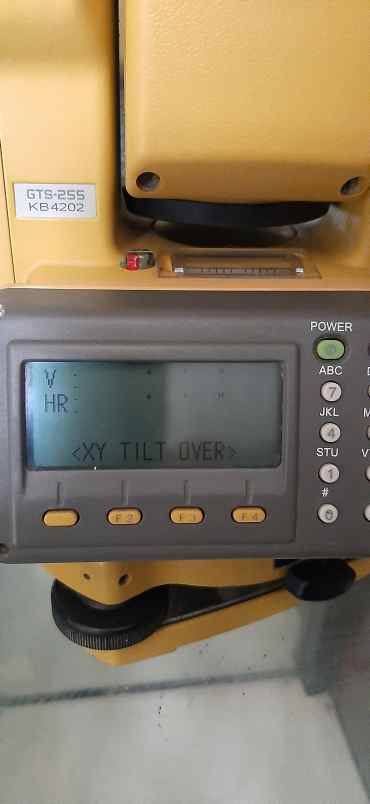 GTS-255
KB4202
POWER
V :
HR:
<XY TILT OVER>
ABC
7
JKL
4
STU
1
#
0
F2 F3 F4